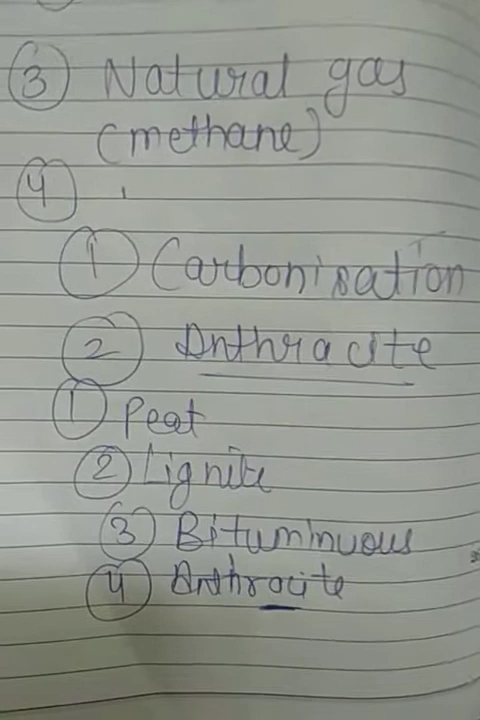 3 Natural gas
(methane)
4
1 Carbonisation
2 Anthracite
1 Peat
2 Lignite
3 Bituminuous
4 Anthracite